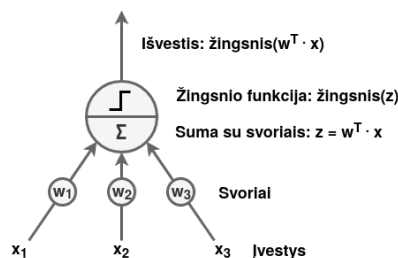 Išvestis: žingsnis(wᵀ · x)
Žingsnio funkcija: žingsnis(z)
Σ
Suma su svoriais: z = wᵀ · x
w₁ w₂ w₃ Svoriai
x₁ x₂ x₃ Įvestys